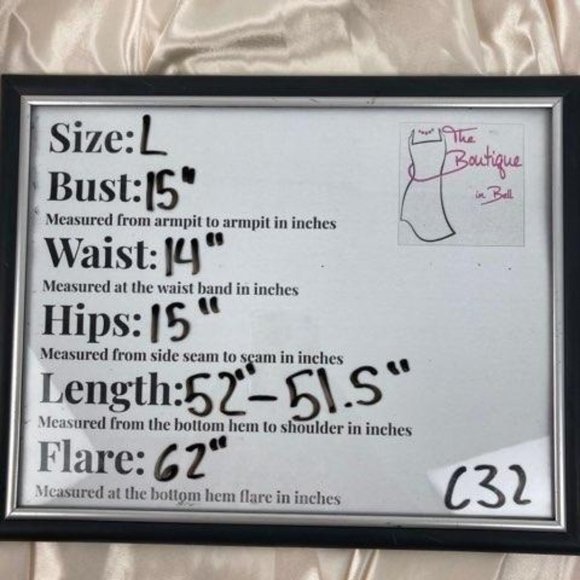 Size: L
The
Boutique
in Bell
Bust: 15"
Measured from armpit to armpit in inches
Waist: 14"
Measured at the waist band in inches
Hips: 15"
Measured from side seam to seam in inches
Length: 52"-51.5"
Measured from the bottom hem to shoulder in inches
Flare: 62"
Measured at the bottom hem flare in inches
C32